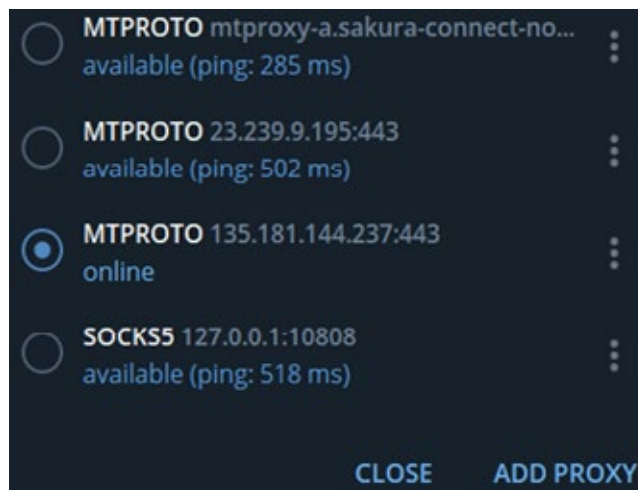 MTPROTO mtproxy-a.sakura-connect-no...
available (ping: 285 ms)
MTPROTO 23.239.9.195:443
available (ping: 502 ms)
MTPROTO 135.181.144.237:443
online
SOCKS5 127.0.0.1:10808
available (ping: 518 ms)
CLOSE ADD PROXY